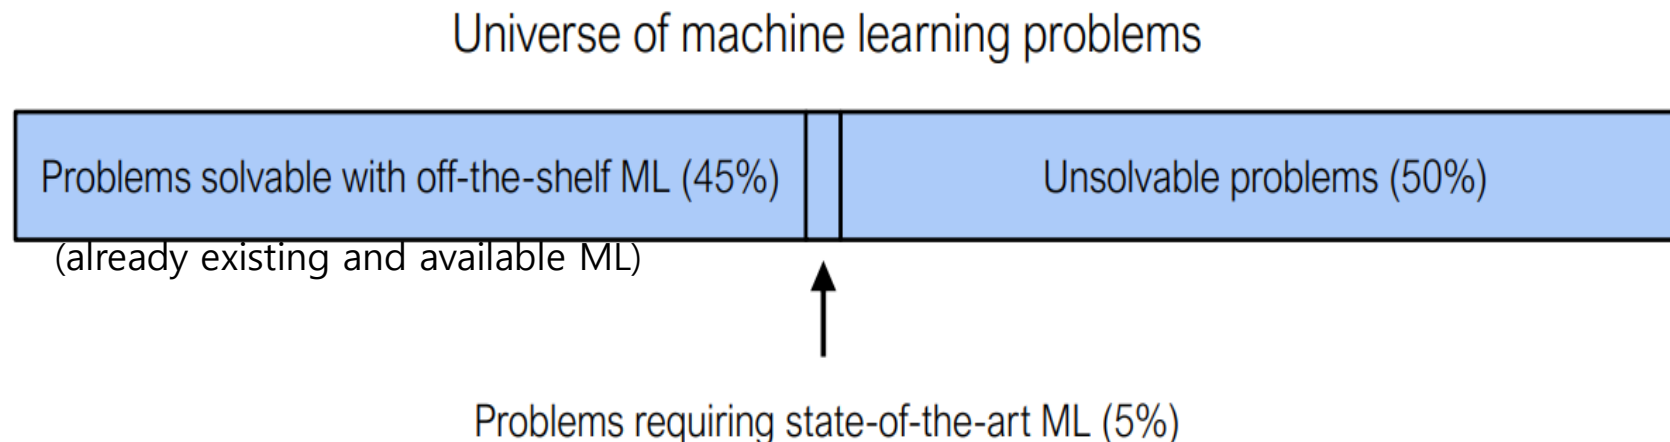 Universe of machine learning problems
Problems solvable with off-the-shelf ML (45%)
Unsolvable problems (50%)
(already existing and available ML)
Problems requiring state-of-the-art ML (5%)